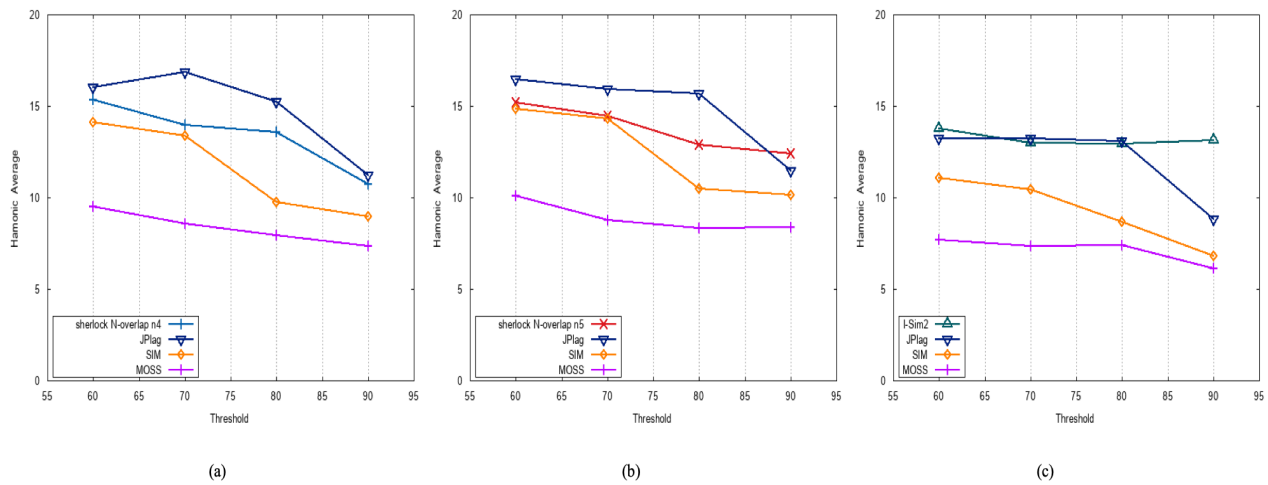 20
15
10
5
0
Hamonic Average
sherlock N-overlap n4
JPlag
SIM
MOSS
55 60 65 70 75 80 85 90 95
Threshold
(a)
20
15
10
5
0
Hamonic Average
sherlock N-overlap n5
JPlag
SIM
MOSS
55 60 65 70 75 80 85 90 95
Threshold
(b)
20
15
10
5
0
Hamonic Average
I-Sim2
JPlag
SIM
MOSS
55 60 65 70 75 80 85 90 95
Threshold
(c)